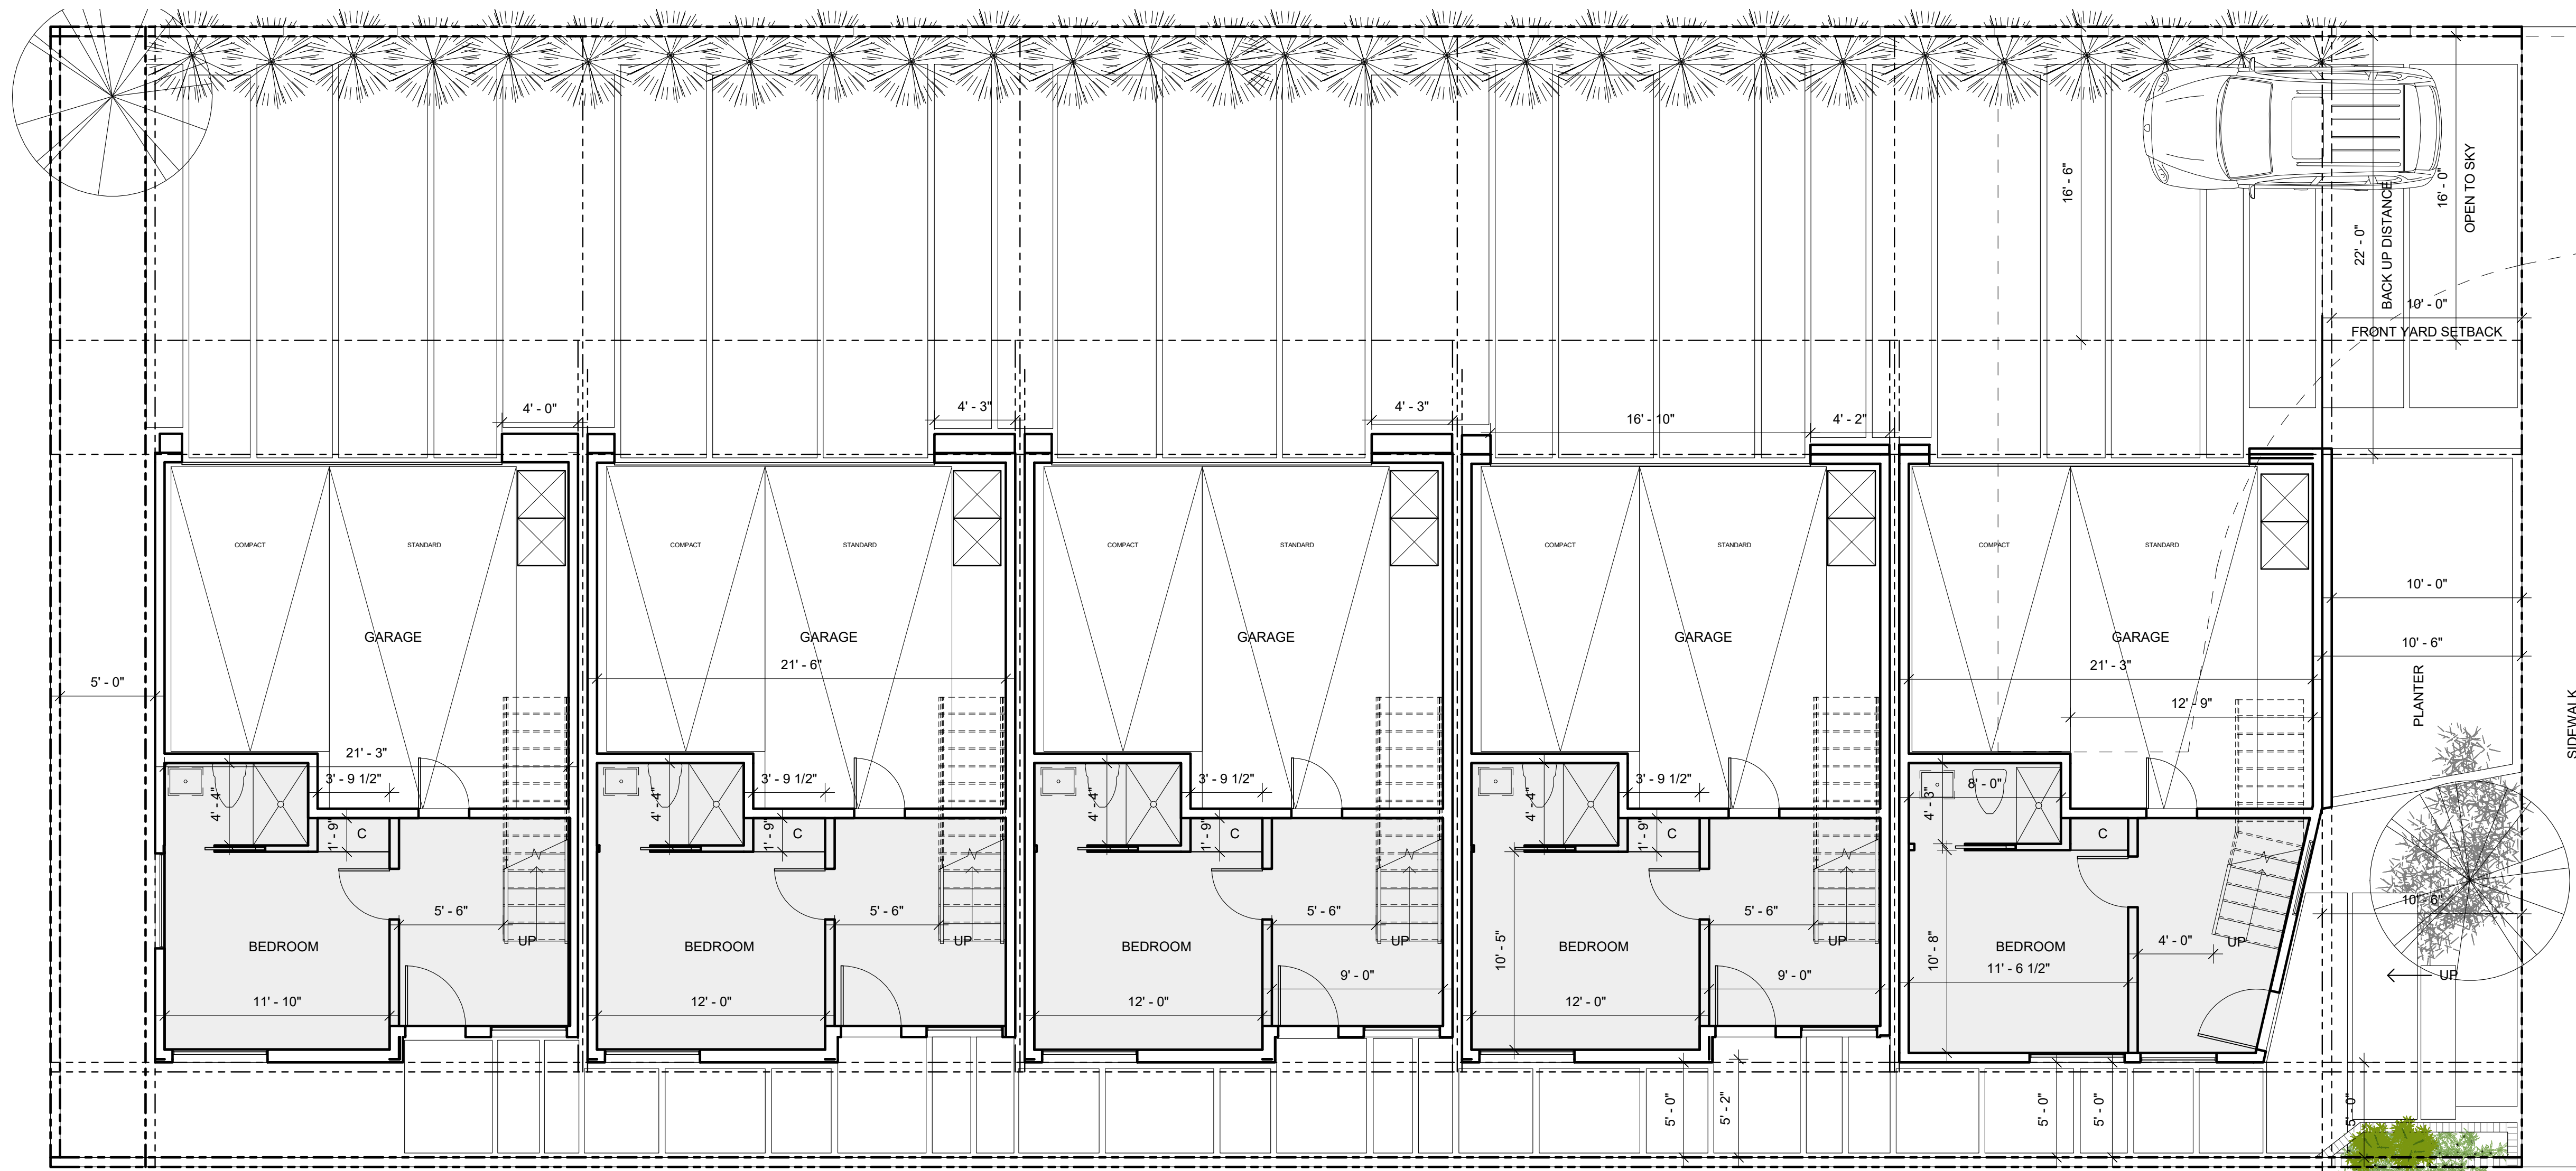 16' - 6"
16' - 0"
OPEN TO SKY
22' - 0"
BACK UP DISTANCE
10' - 0"
FRONT YARD SETBACK
4' - 0"
4' - 3"
4' - 3"
16' - 10"
4' - 2"
COMPACT
STANDARD
COMPACT
STANDARD
COMPACT
STANDARD
COMPACT
STANDARD
COMPACT
STANDARD
10' - 0"
GARAGE
GARAGE
GARAGE
GARAGE
GARAGE
10' - 6"
21' - 6"
21' - 3"
5' - 0"
12' - 9"
PLANTER
SIDEWALK
21' - 3"
3' - 9 1/2"
3' - 9 1/2"
3' - 9 1/2"
3' - 9 1/2"
8' - 0"
4' - 4"
4' - 4"
4' - 4"
4' - 4"
4' - 3"
1' - 9"
C
1' - 9"
C
1' - 9"
C
1' - 9"
C
C
10' - 6"
5' - 6"
5' - 6"
5' - 6"
5' - 6"
4' - 0"
BEDROOM
UP
BEDROOM
UP
BEDROOM
UP
BEDROOM
UP
BEDROOM
UP
10' - 5"
10' - 8"
11' - 6 1/2"
9' - 0"
9' - 0"
UP
11' - 10"
12' - 0"
12' - 0"
12' - 0"
5' - 0"
5' - 2"
5' - 0"
5' - 0"
5' - 0"